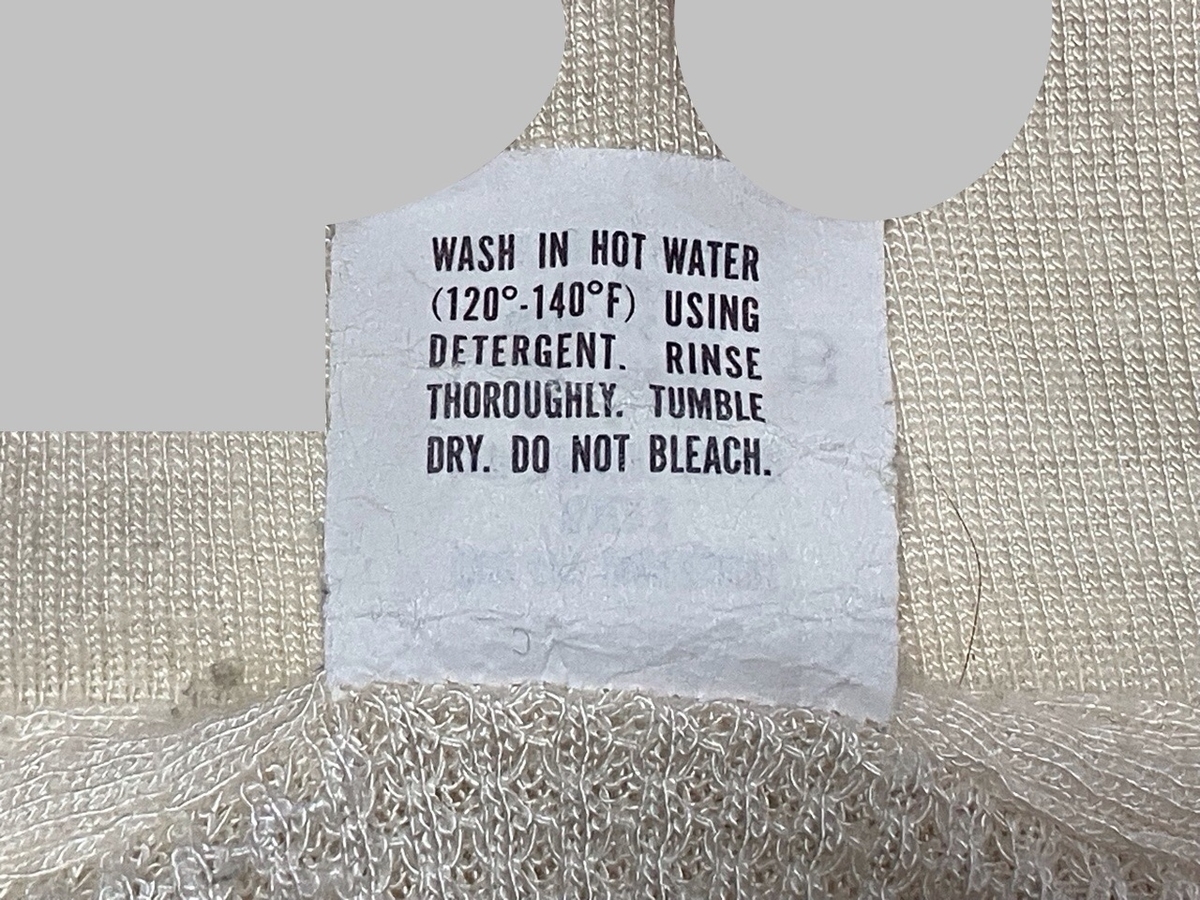 WASH IN HOT WATER
(120°-140°F) USING
DETERGENT. RINSE
THOROUGHLY. TUMBLE
DRY. DO NOT BLEACH.